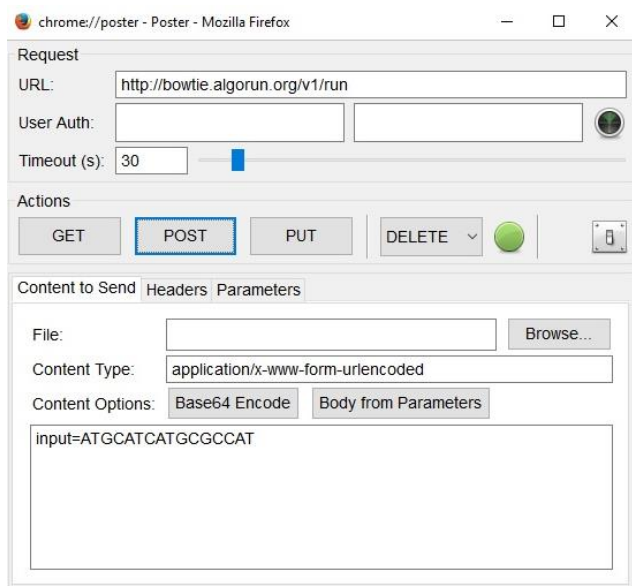 chrome://poster - Poster - Mozilla Firefox
Request
URL: http://bowtie.algorun.org/v1/run
User Auth:
Timeout (s): 30
Actions
GET POST PUT DELETE
Content to Send Headers Parameters
File: Browse...
Content Type: application/x-www-form-urlencoded
Content Options: Base64 Encode Body from Parameters
input=ATGCATCATGCGCCAT